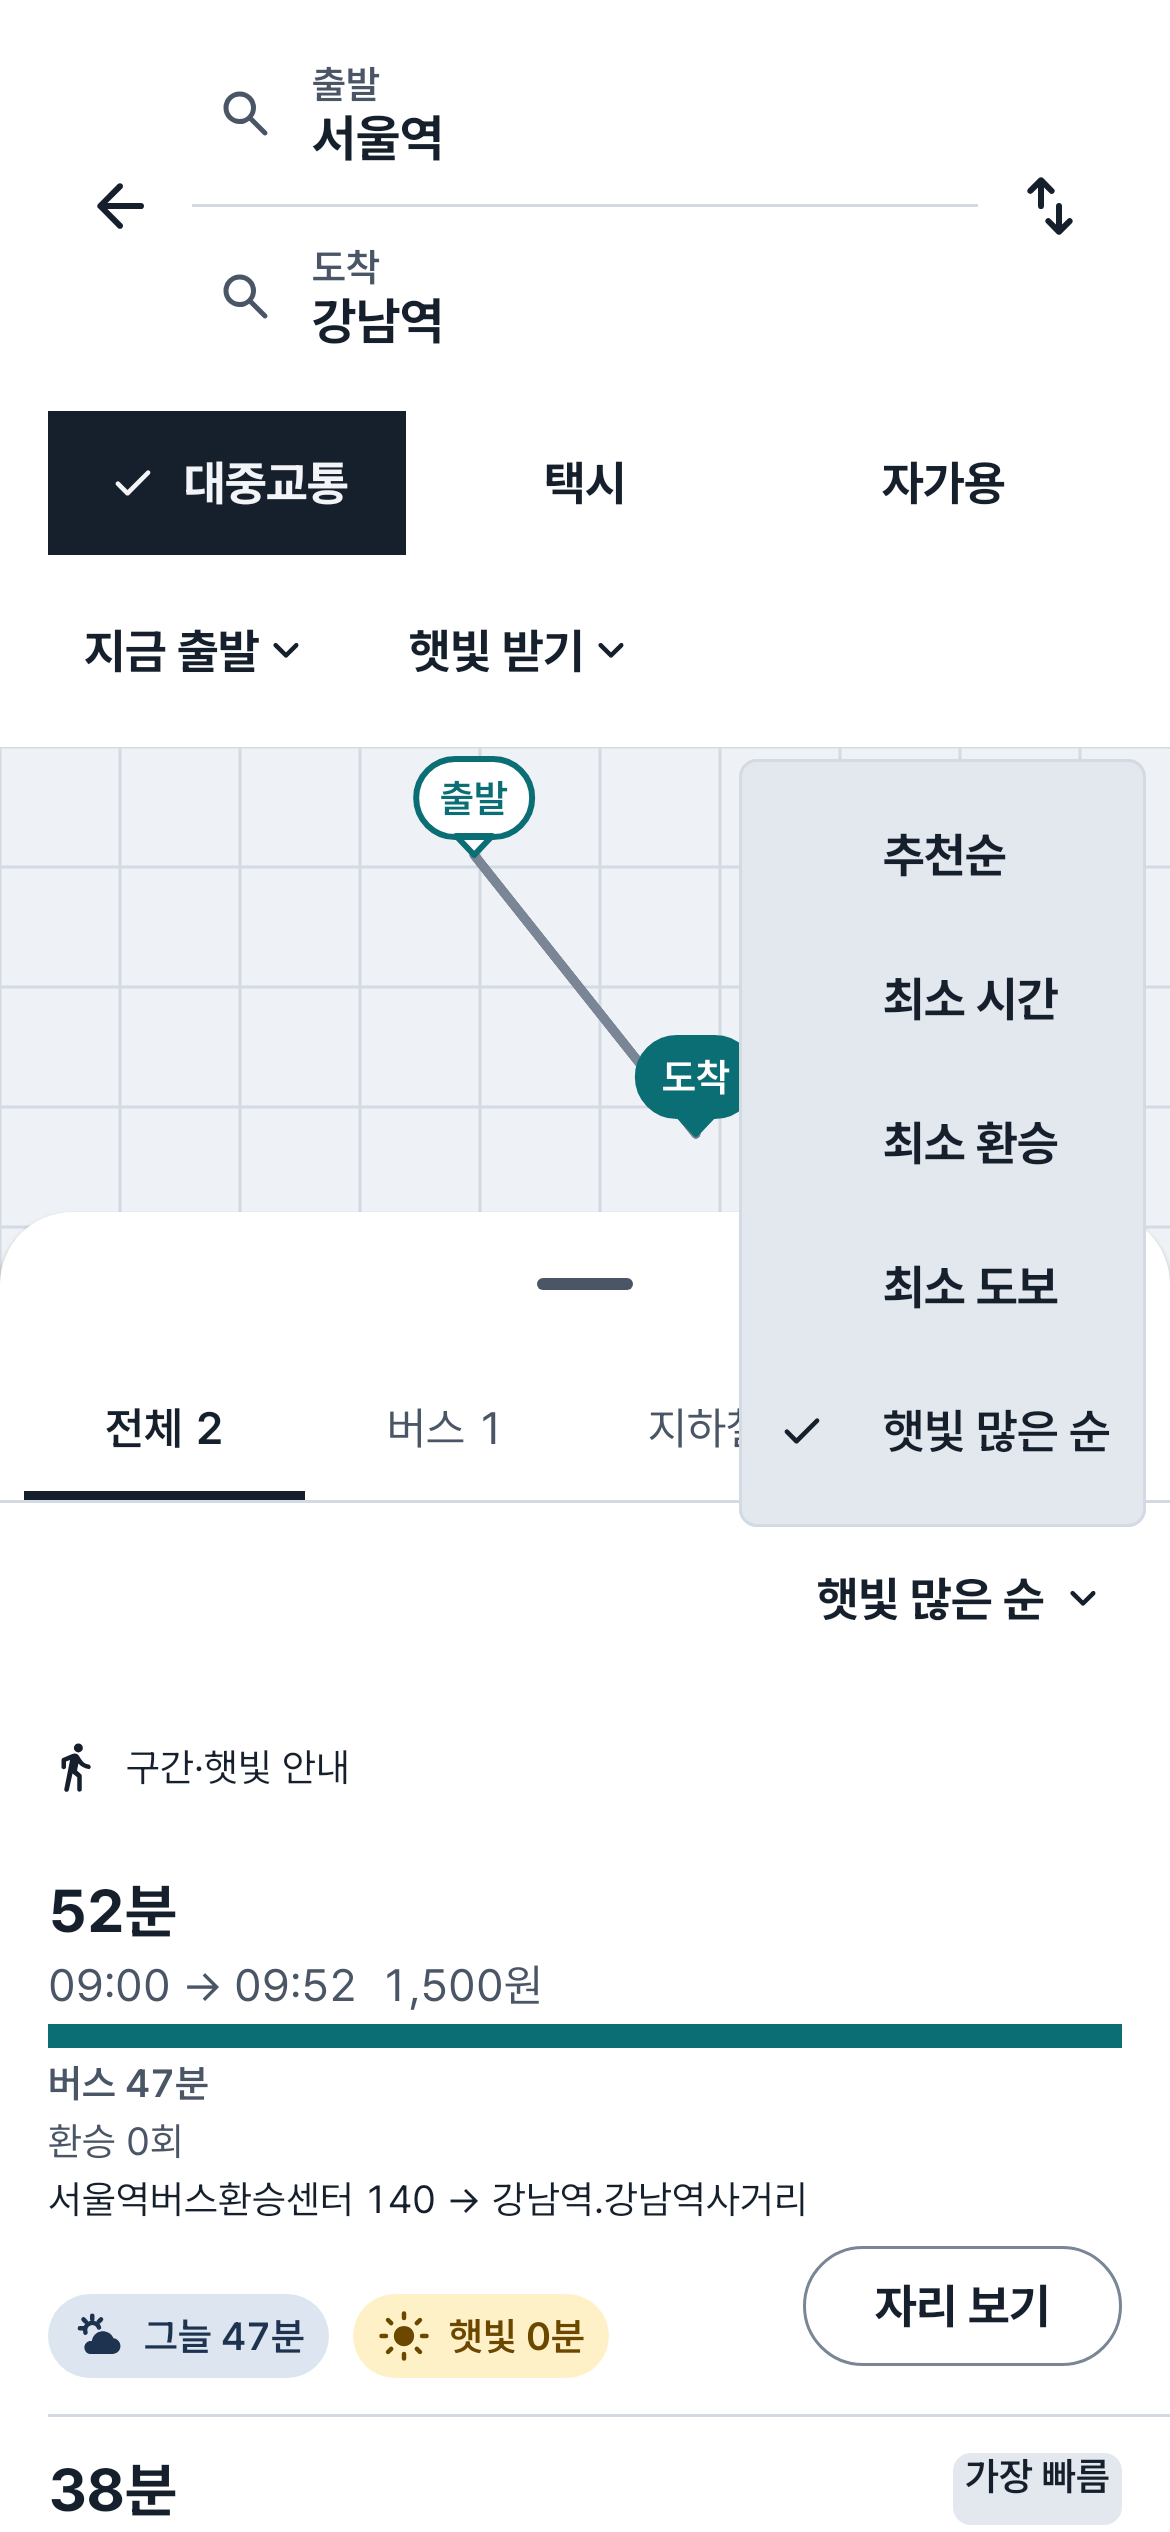 출발
서울역
도착
강남역
대중교통
택시
자가용
지금 출발
햇빛 받기
출발
도착
추천순
최소 시간
최소 환승
최소 도보
햇빛 많은 순
전체 2
버스 1
지하철
햇빛 많은 순
구간·햇빛 안내
52분
09:00 → 09:52 1,500원
버스 47분
환승 0회
서울역버스환승센터 140 → 강남역.강남역사거리
자리 보기
그늘 47분
햇빛 0분
38분
가장 빠름